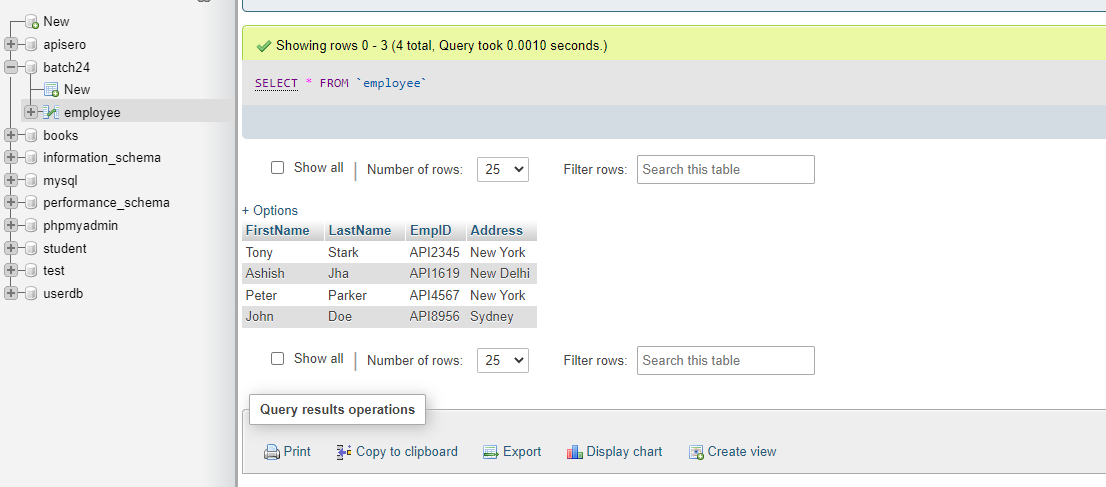 New
apisero
batch24
New
employee
books
information_schema
mysql
performance_schema
phpmyadmin
student
test
userdb
Showing rows 0 - 3 (4 total, Query took 0.0010 seconds.)
SELECT * FROM `employee`
Show all | Number of rows: 25 Filter rows: Search this table
+ Options
FirstName LastName EmpID Address
Tony Stark API2345 New York
Ashish Jha API1619 New Delhi
Peter Parker API4567 New York
John Doe API8956 Sydney
Show all | Number of rows: 25 Filter rows: Search this table
Query results operations
Print Copy to clipboard Export Display chart Create view